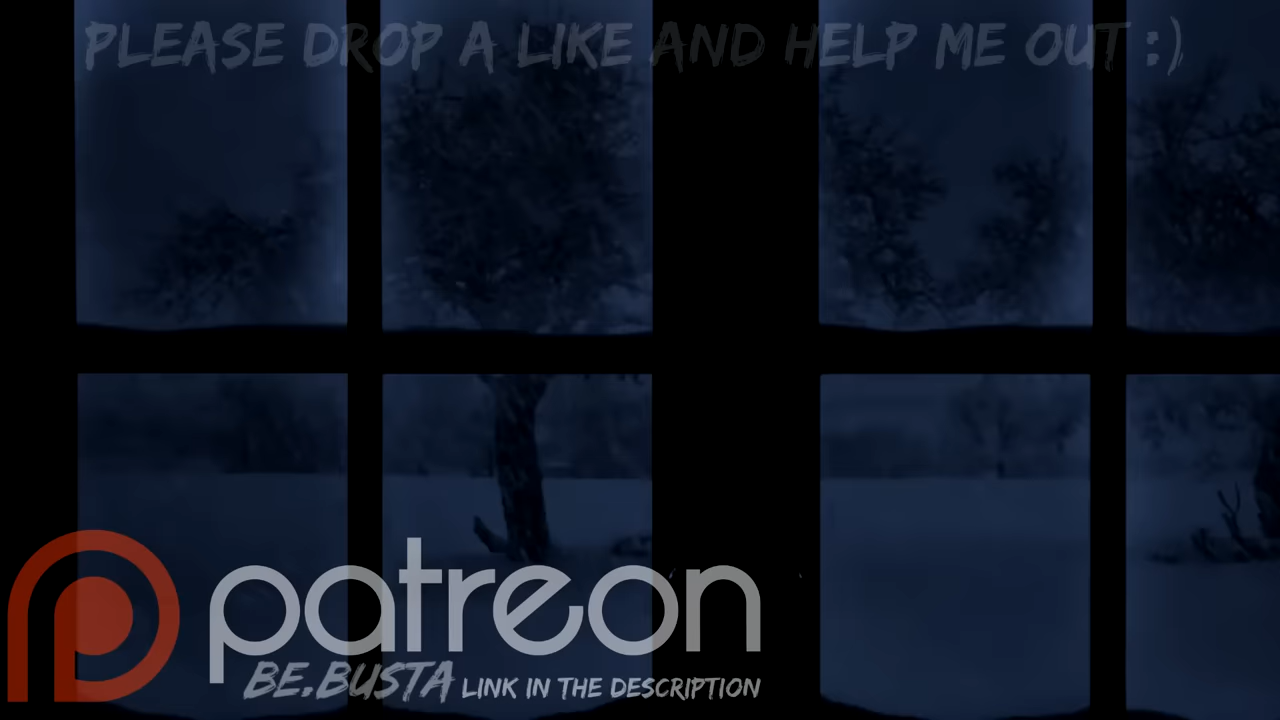 PLEASE DROP A LIKE AND HELP ME OUT :)
patreon
BE.BUSTA LINK IN THE DESCRIPTION